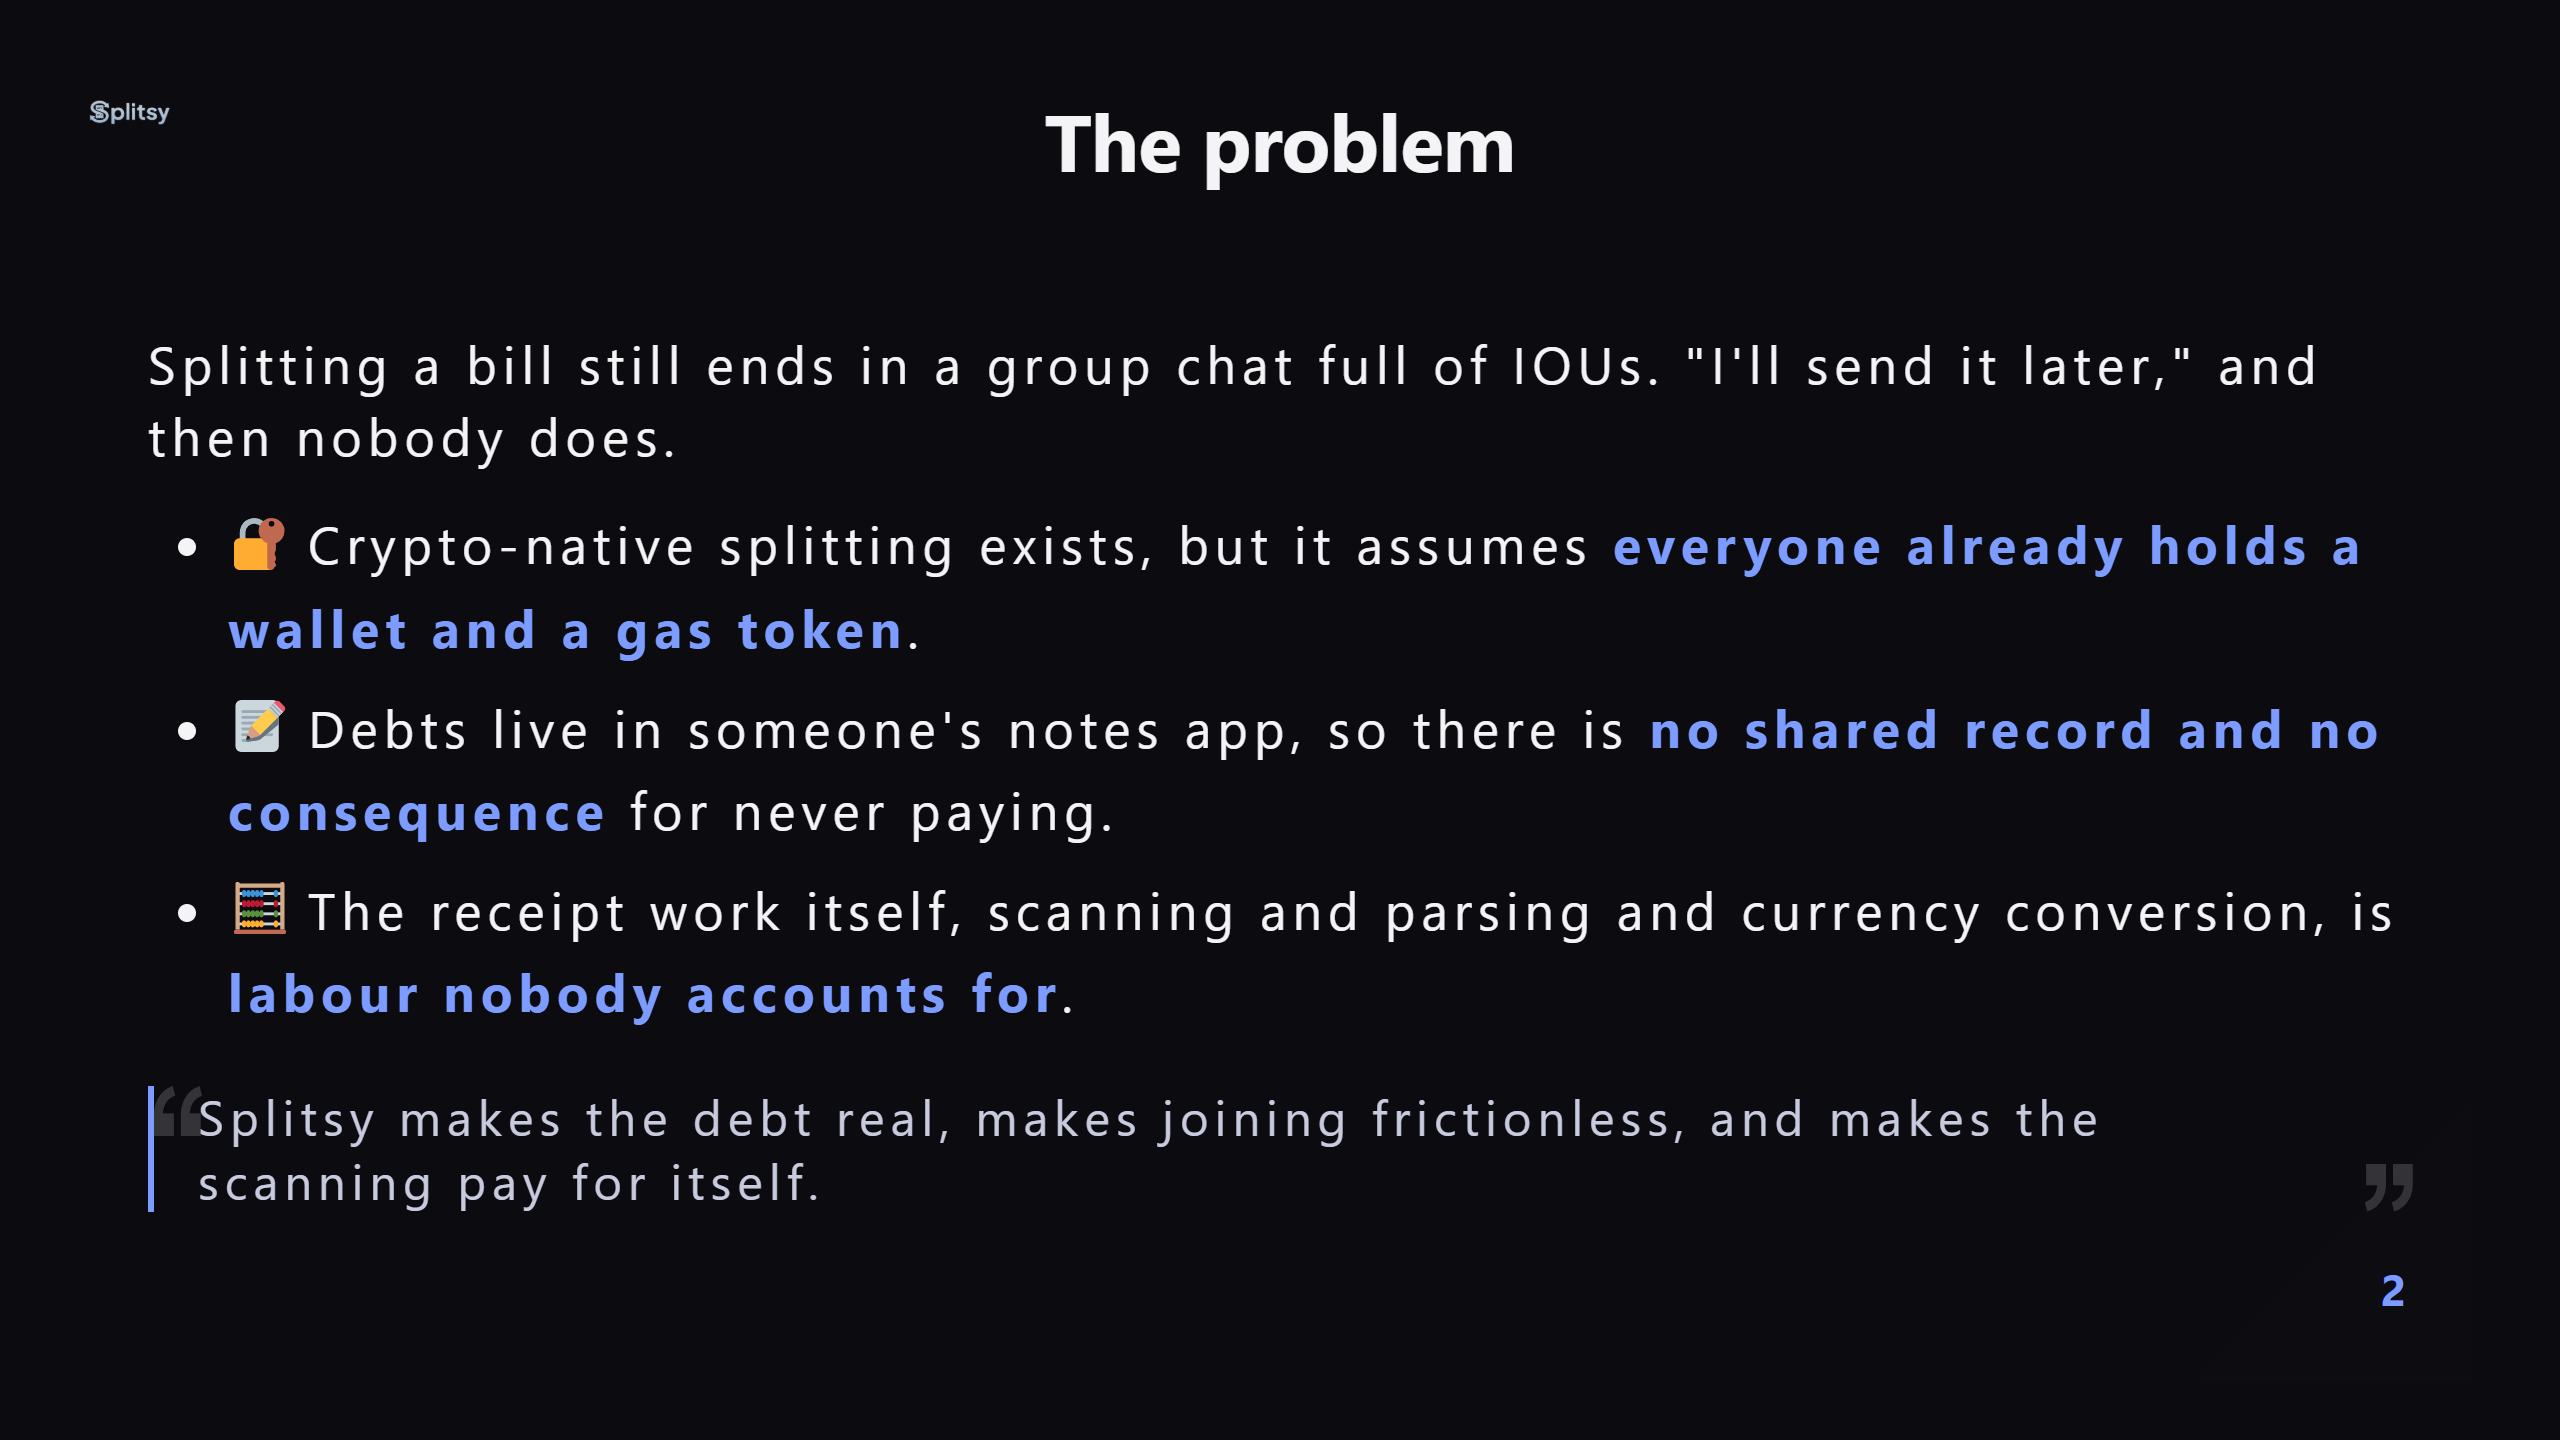 Splitsy
The problem
Splitting a bill still ends in a group chat full of IOUs. "I'll send it later," and
then nobody does.
• 🔐 Crypto-native splitting exists, but it assumes everyone already holds a
wallet and a gas token.
• 📝 Debts live in someone's notes app, so there is no shared record and no
consequence for never paying.
• 🧮 The receipt work itself, scanning and parsing and currency conversion, is
labour nobody accounts for.
“Splitsy makes the debt real, makes joining frictionless, and makes the
scanning pay for itself.”
2